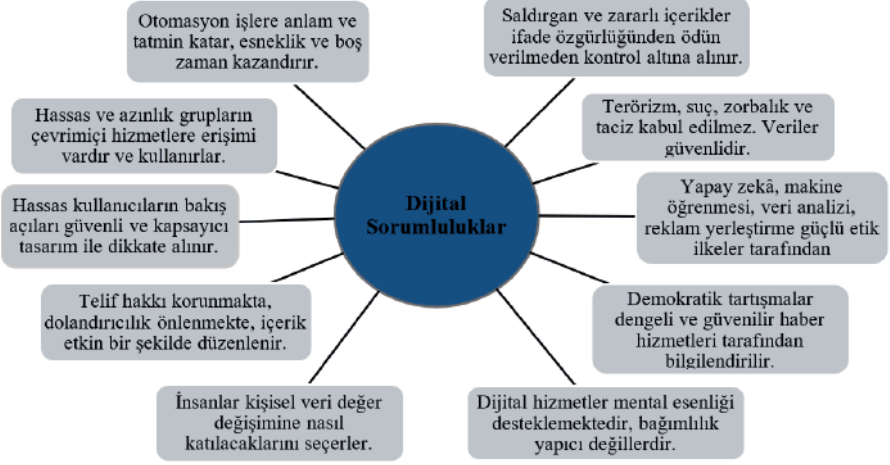 Otomasyon işlere anlam ve
tatmin katar, esneklik ve boş
zaman kazandırır.
Saldırgan ve zararlı içerikler
ifade özgürlüğünden ödün
verilmeden kontrol altına alınır.
Hassas ve azınlık grupların
çevrimiçi hizmetlere erişimi
vardır ve kullanırlar.
Terörizm, suç, zorbalık ve
taciz kabul edilmez. Veriler
güvenlidir.
Dijital
Sorumluluklar
Hassas kullanıcıların bakış
açıları güvenli ve kapsayıcı
tasarım ile dikkate alınır.
Yapay zekâ, makine
öğrenmesi, veri analizi,
reklam yerleştirme güçlü etik
ilkeler tarafından
Telif hakkı korunmakta,
dolandırıcılık önlenmekte, içerik
etkin bir şekilde düzenlenir.
Demokratik tartışmalar
dengeli ve güvenilir haber
hizmetleri tarafından
bilgilendirilir.
İnsanlar kişisel veri değer
değişimine nasıl
katılacaklarını seçerler.
Dijital hizmetler mental esenliği
desteklemektedir, bağımlılık
yapıcı değillerdir.